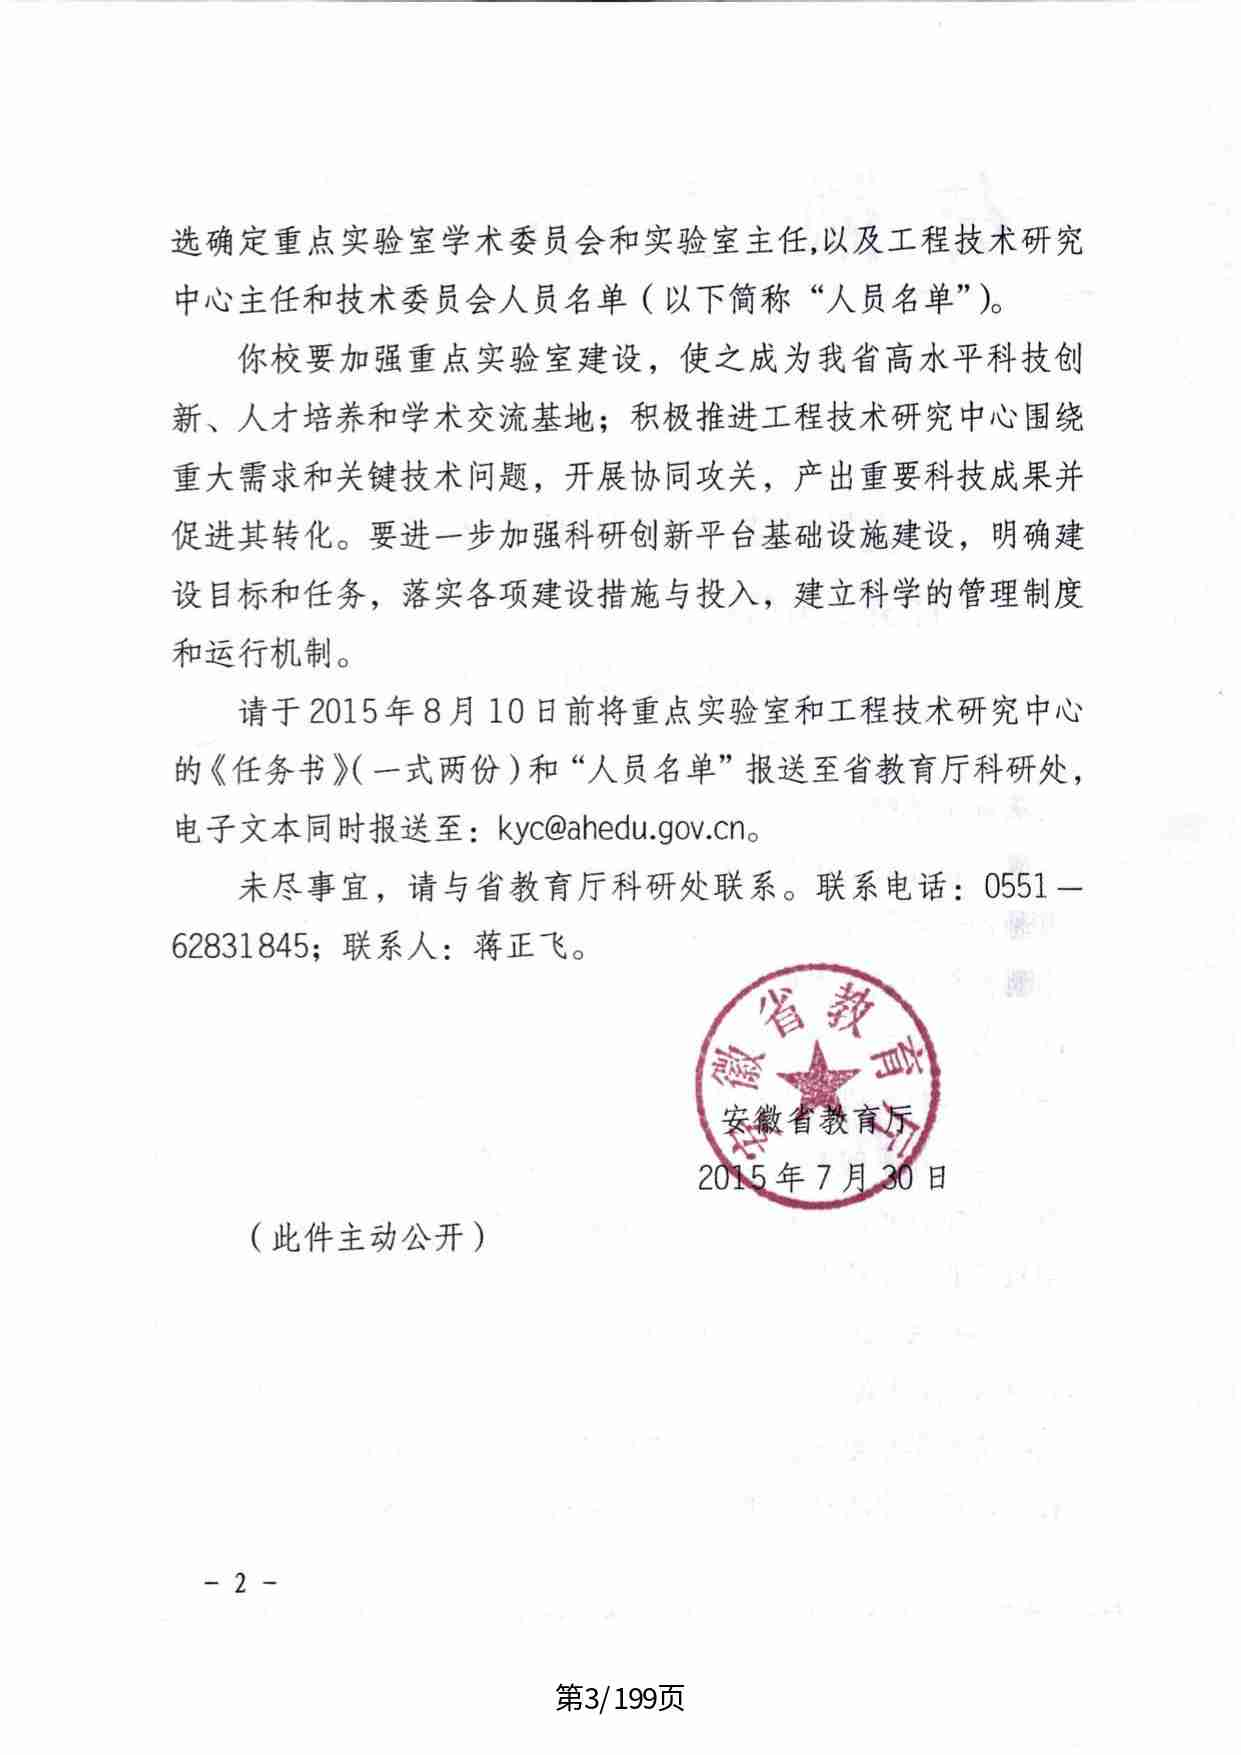 选确定重点实验室学术委员会和实验室主任,以及工程技术研究
中心主任和技术委员会人员名单（以下简称“人员名单”）。
你校要加强重点实验室建设，使之成为我省高水平科技创
新、人才培养和学术交流基地；积极推进工程技术研究中心围绕
重大需求和关键技术问题，开展协同攻关，产出重要科技成果并
促进其转化。要进一步加强科研创新平台基础设施建设，明确建
设目标和任务，落实各项建设措施与投入，建立科学的管理制度
和运行机制。
请于2015年8月10日前将重点实验室和工程技术研究中心
的《任务书》（一式两份）和“人员名单”报送至省教育厅科研处，
电子文本同时报送至：kyc@ahedu.gov.cn。
未尽事宜，请与省教育厅科研处联系。联系电话：0551—
62831845；联系人：蒋正飞。
安徽省教育厅
安徽省教育厅
2015年7月30日
（此件主动公开）
- 2 -
第3/199页